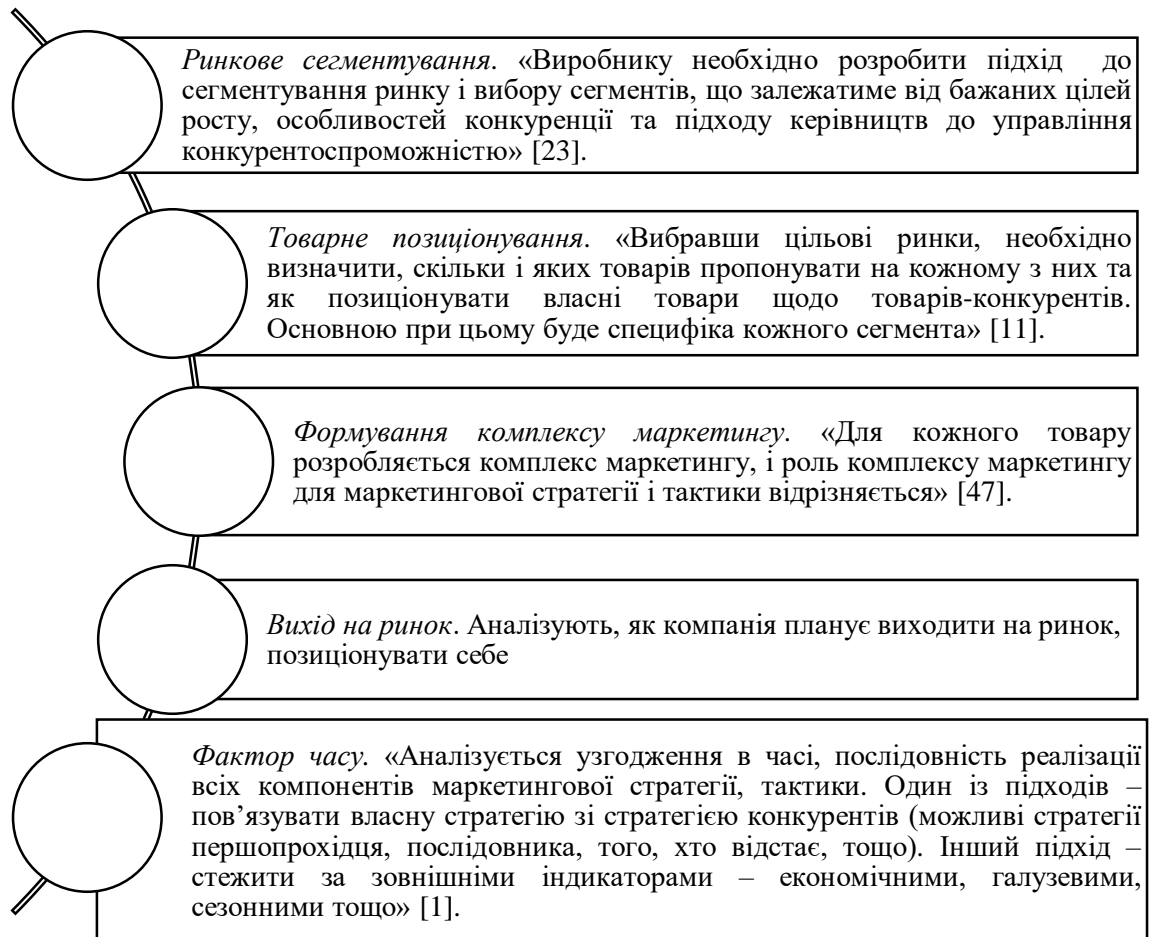 Ринкове сегментування. «Виробнику необхідно розробити підхід до
сегментування ринку і вибору сегментів, що залежатиме від бажаних цілей
росту, особливостей конкуренції та підходу керівництв до управління
конкурентоспроможністю» [23].
Товарне позиціонування. «Вибравши цільові ринки, необхідно
визначити, скільки і яких товарів пропонувати на кожному з них та
як позиціонувати власні товари щодо товарів-конкурентів.
Основною при цьому буде специфіка кожного сегмента» [11].
Формування комплексу маркетингу. «Для кожного товару
розробляється комплекс маркетингу, і роль комплексу маркетингу
для маркетингової стратегії і тактики відрізняється» [47].
Вихід на ринок. Аналізують, як компанія планує виходити на ринок,
позиціонувати себе
Фактор часу. «Аналізується узгодження в часі, послідовність реалізації
всіх компонентів маркетингової стратегії, тактики. Один із підходів –
пов’язувати власну стратегію зі стратегією конкурентів (можливі стратегії
першопрохідця, послідовника, того, хто відстає, тощо). Інший підхід –
стежити за зовнішніми індикаторами – економічними, галузевими,
сезонними тощо» [1].